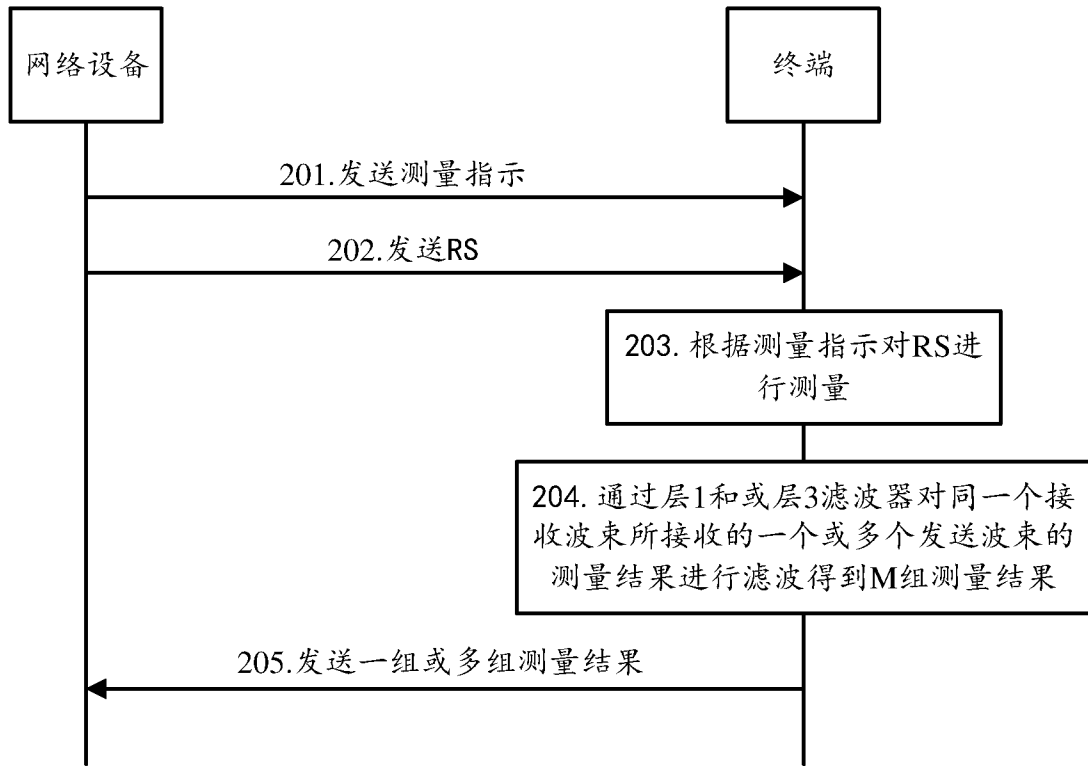 网络设备
终端
201.发送测量指示
202.发送RS
203. 根据测量指示对RS进
行测量
204. 通过层1和或层3滤波器对同一个接
收波束所接收的一个或多个发送波束的
测量结果进行滤波得到M组测量结果
205.发送一组或多组测量结果